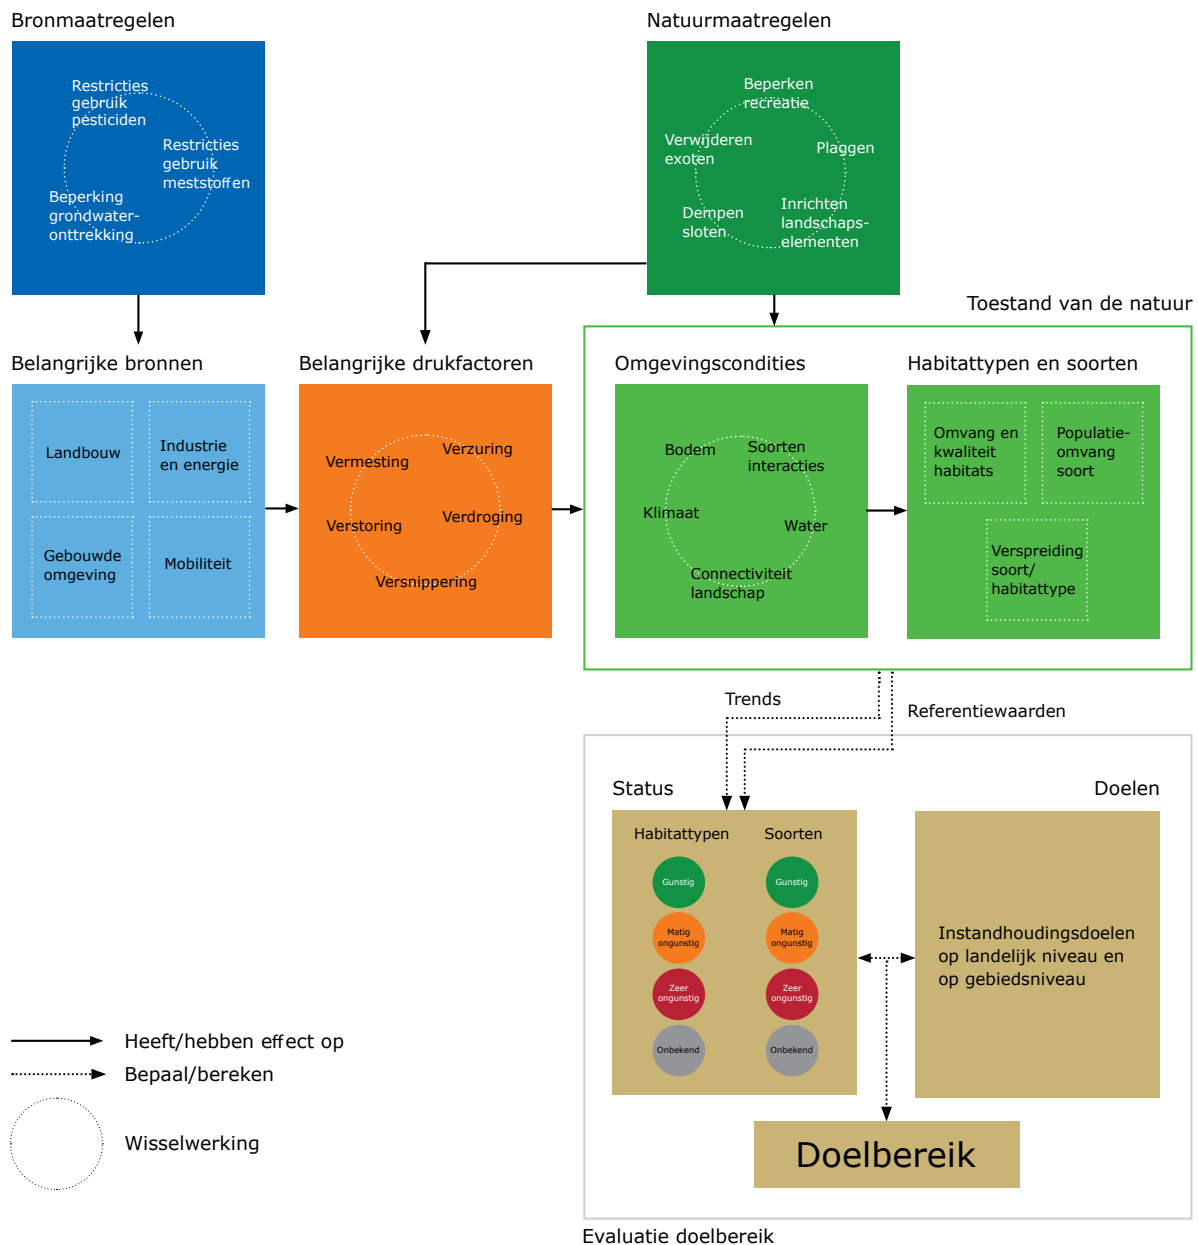 Bronmaatregelen
Restricties
gebruik
pesticiden
Restricties
gebruik
meststoffen
Beperking
grondwater-
onttrekking
Natuurmaatregelen
Beperken
recreatie
Verwijderen
exoten
Plaggen
Dempen
sloten
Inrichten
landschaps-
elementen
Toestand van de natuur
Belangrijke bronnen
Landbouw
Industrie
en energie
Gebouwde
omgeving
Mobiliteit
Belangrijke drukfactoren
Vermesting
Verzuring
Verstoring
Verdroging
Versnippering
Omgevingscondities
Bodem
Soorten
interacties
Klimaat
Water
Connectiviteit
landschap
Habitattypen en soorten
Omvang en
kwaliteit
habitats
Populatie-
omvang
soort
Verspreiding
soort/
habitattype
Trends
Referentiewaarden
Status
Habitattypen
Soorten
Gunstig
Gunstig
Matig
ongunstig
Matig
ongunstig
Zeer
ongunstig
Zeer
ongunstig
Onbekend
Onbekend
Doelen
Instandhoudingsdoelen
op landelijk niveau en
op gebiedsniveau
Doelbereik
Evaluatie doelbereik
Heeft/hebben effect op
Bepaal/bereken
Wisselwerking